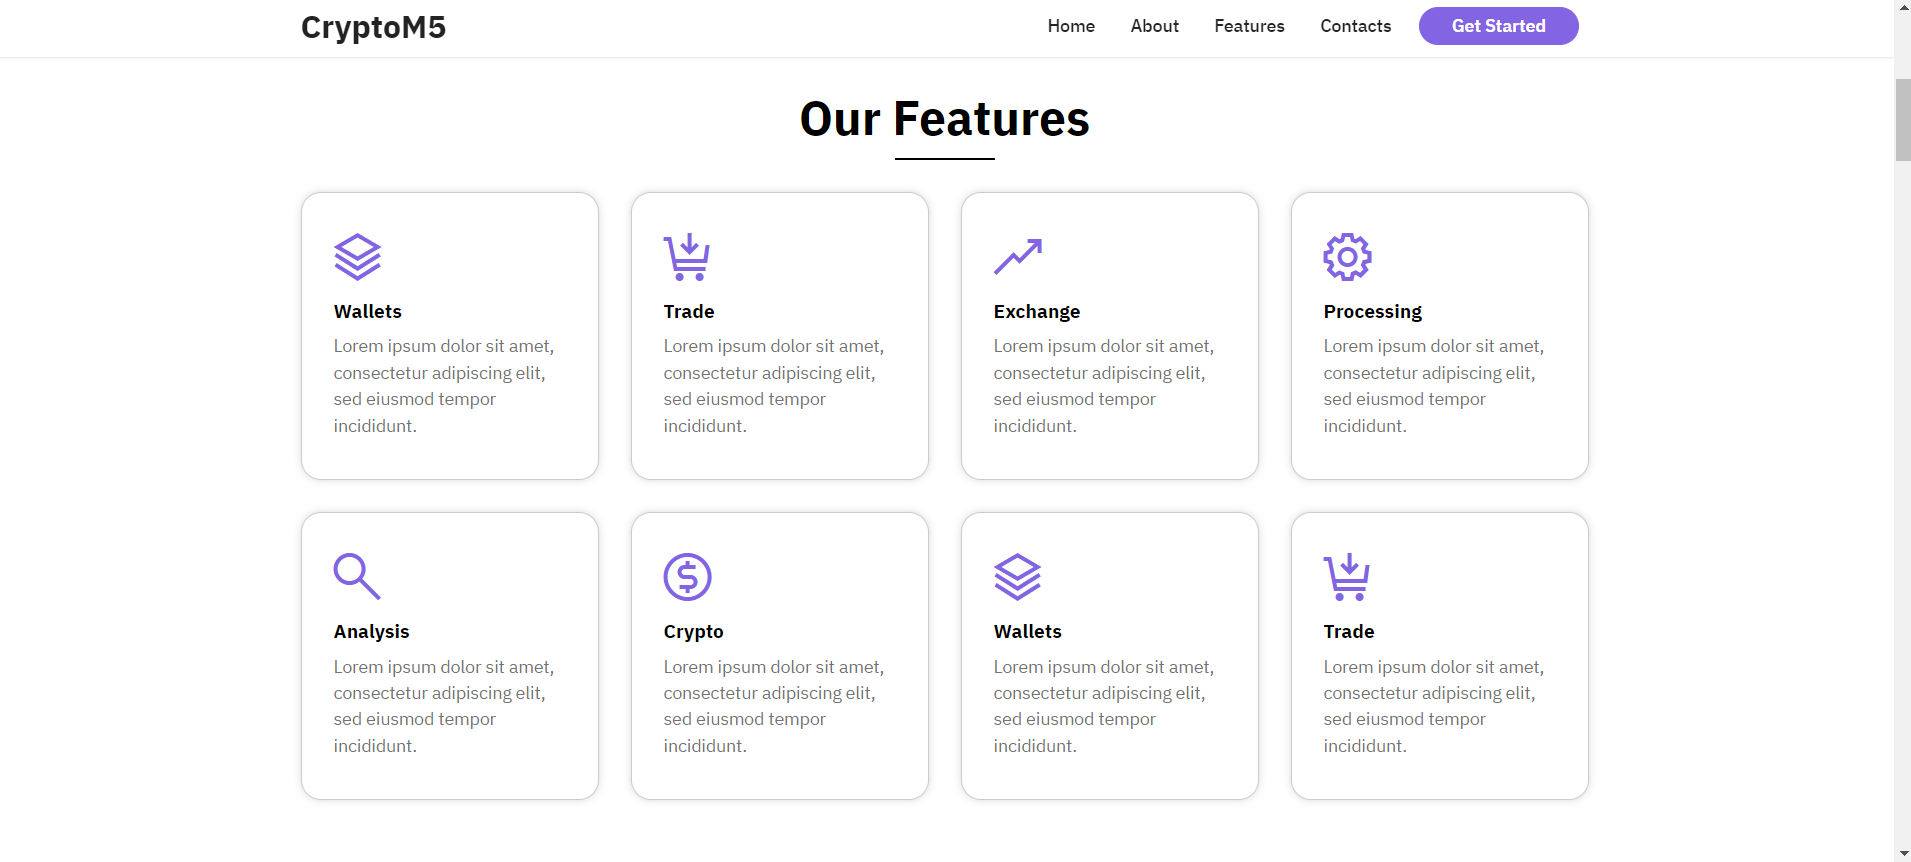 CryptoM5
Home About Features Contacts Get Started
Our Features
Wallets
Lorem ipsum dolor sit amet,
consectetur adipiscing elit,
sed eiusmod tempor
incididunt.
Trade
Lorem ipsum dolor sit amet,
consectetur adipiscing elit,
sed eiusmod tempor
incididunt.
Exchange
Lorem ipsum dolor sit amet,
consectetur adipiscing elit,
sed eiusmod tempor
incididunt.
Processing
Lorem ipsum dolor sit amet,
consectetur adipiscing elit,
sed eiusmod tempor
incididunt.
Analysis
Lorem ipsum dolor sit amet,
consectetur adipiscing elit,
sed eiusmod tempor
incididunt.
Crypto
Lorem ipsum dolor sit amet,
consectetur adipiscing elit,
sed eiusmod tempor
incididunt.
Wallets
Lorem ipsum dolor sit amet,
consectetur adipiscing elit,
sed eiusmod tempor
incididunt.
Trade
Lorem ipsum dolor sit amet,
consectetur adipiscing elit,
sed eiusmod tempor
incididunt.